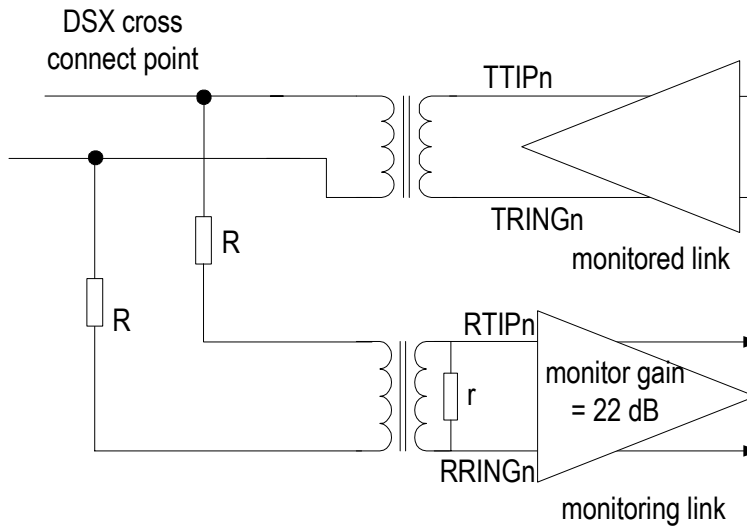 DSX cross
connect point
TTIPn
TRINGn
monitored link
R
R
RTIPn
monitor gain
= 22 dB
r
RRINGn
monitoring link